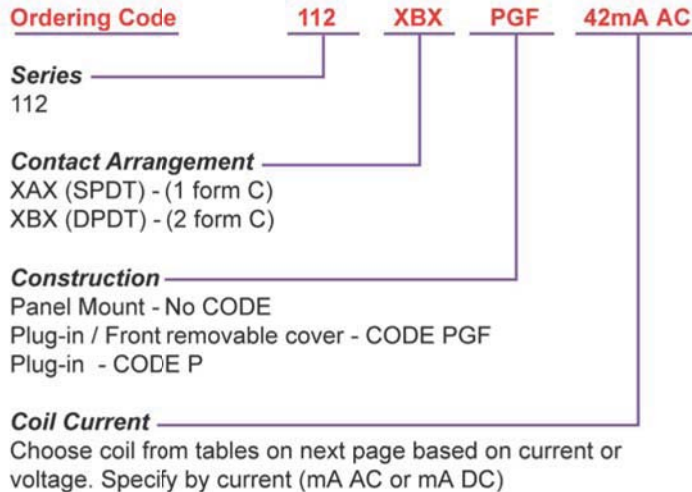 Ordering Code 112 XBX PGF 42mA AC
Series
112
Contact Arrangement
XAX (SPDT) - (1 form C)
XBX (DPDT) - (2 form C)
Construction
Panel Mount - No CODE
Plug-in / Front removable cover - CODE PGF
Plug-in - CODE P
Coil Current
Choose coil from tables on next page based on current or
voltage. Specify by current (mA AC or mA DC)